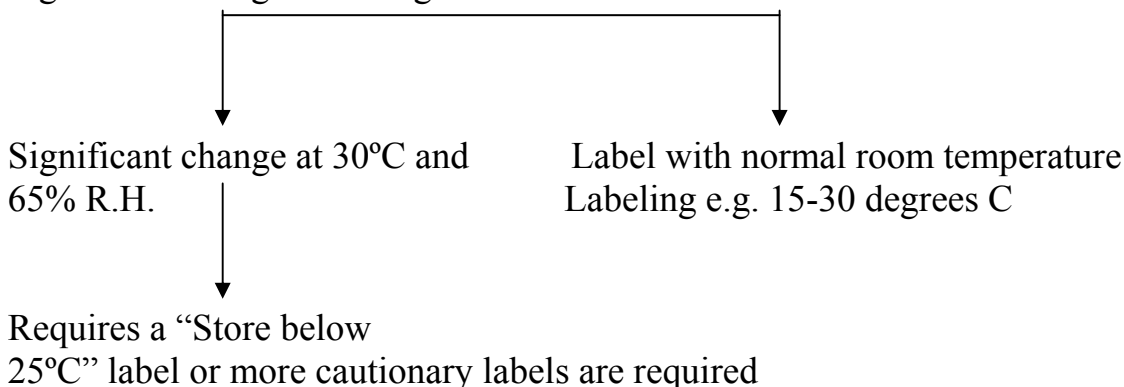 Significant change at 30ºC and
65% R.H.
Label with normal room temperature
Labeling e.g. 15-30 degrees C
Requires a “Store below
25ºC” label or more cautionary labels are required